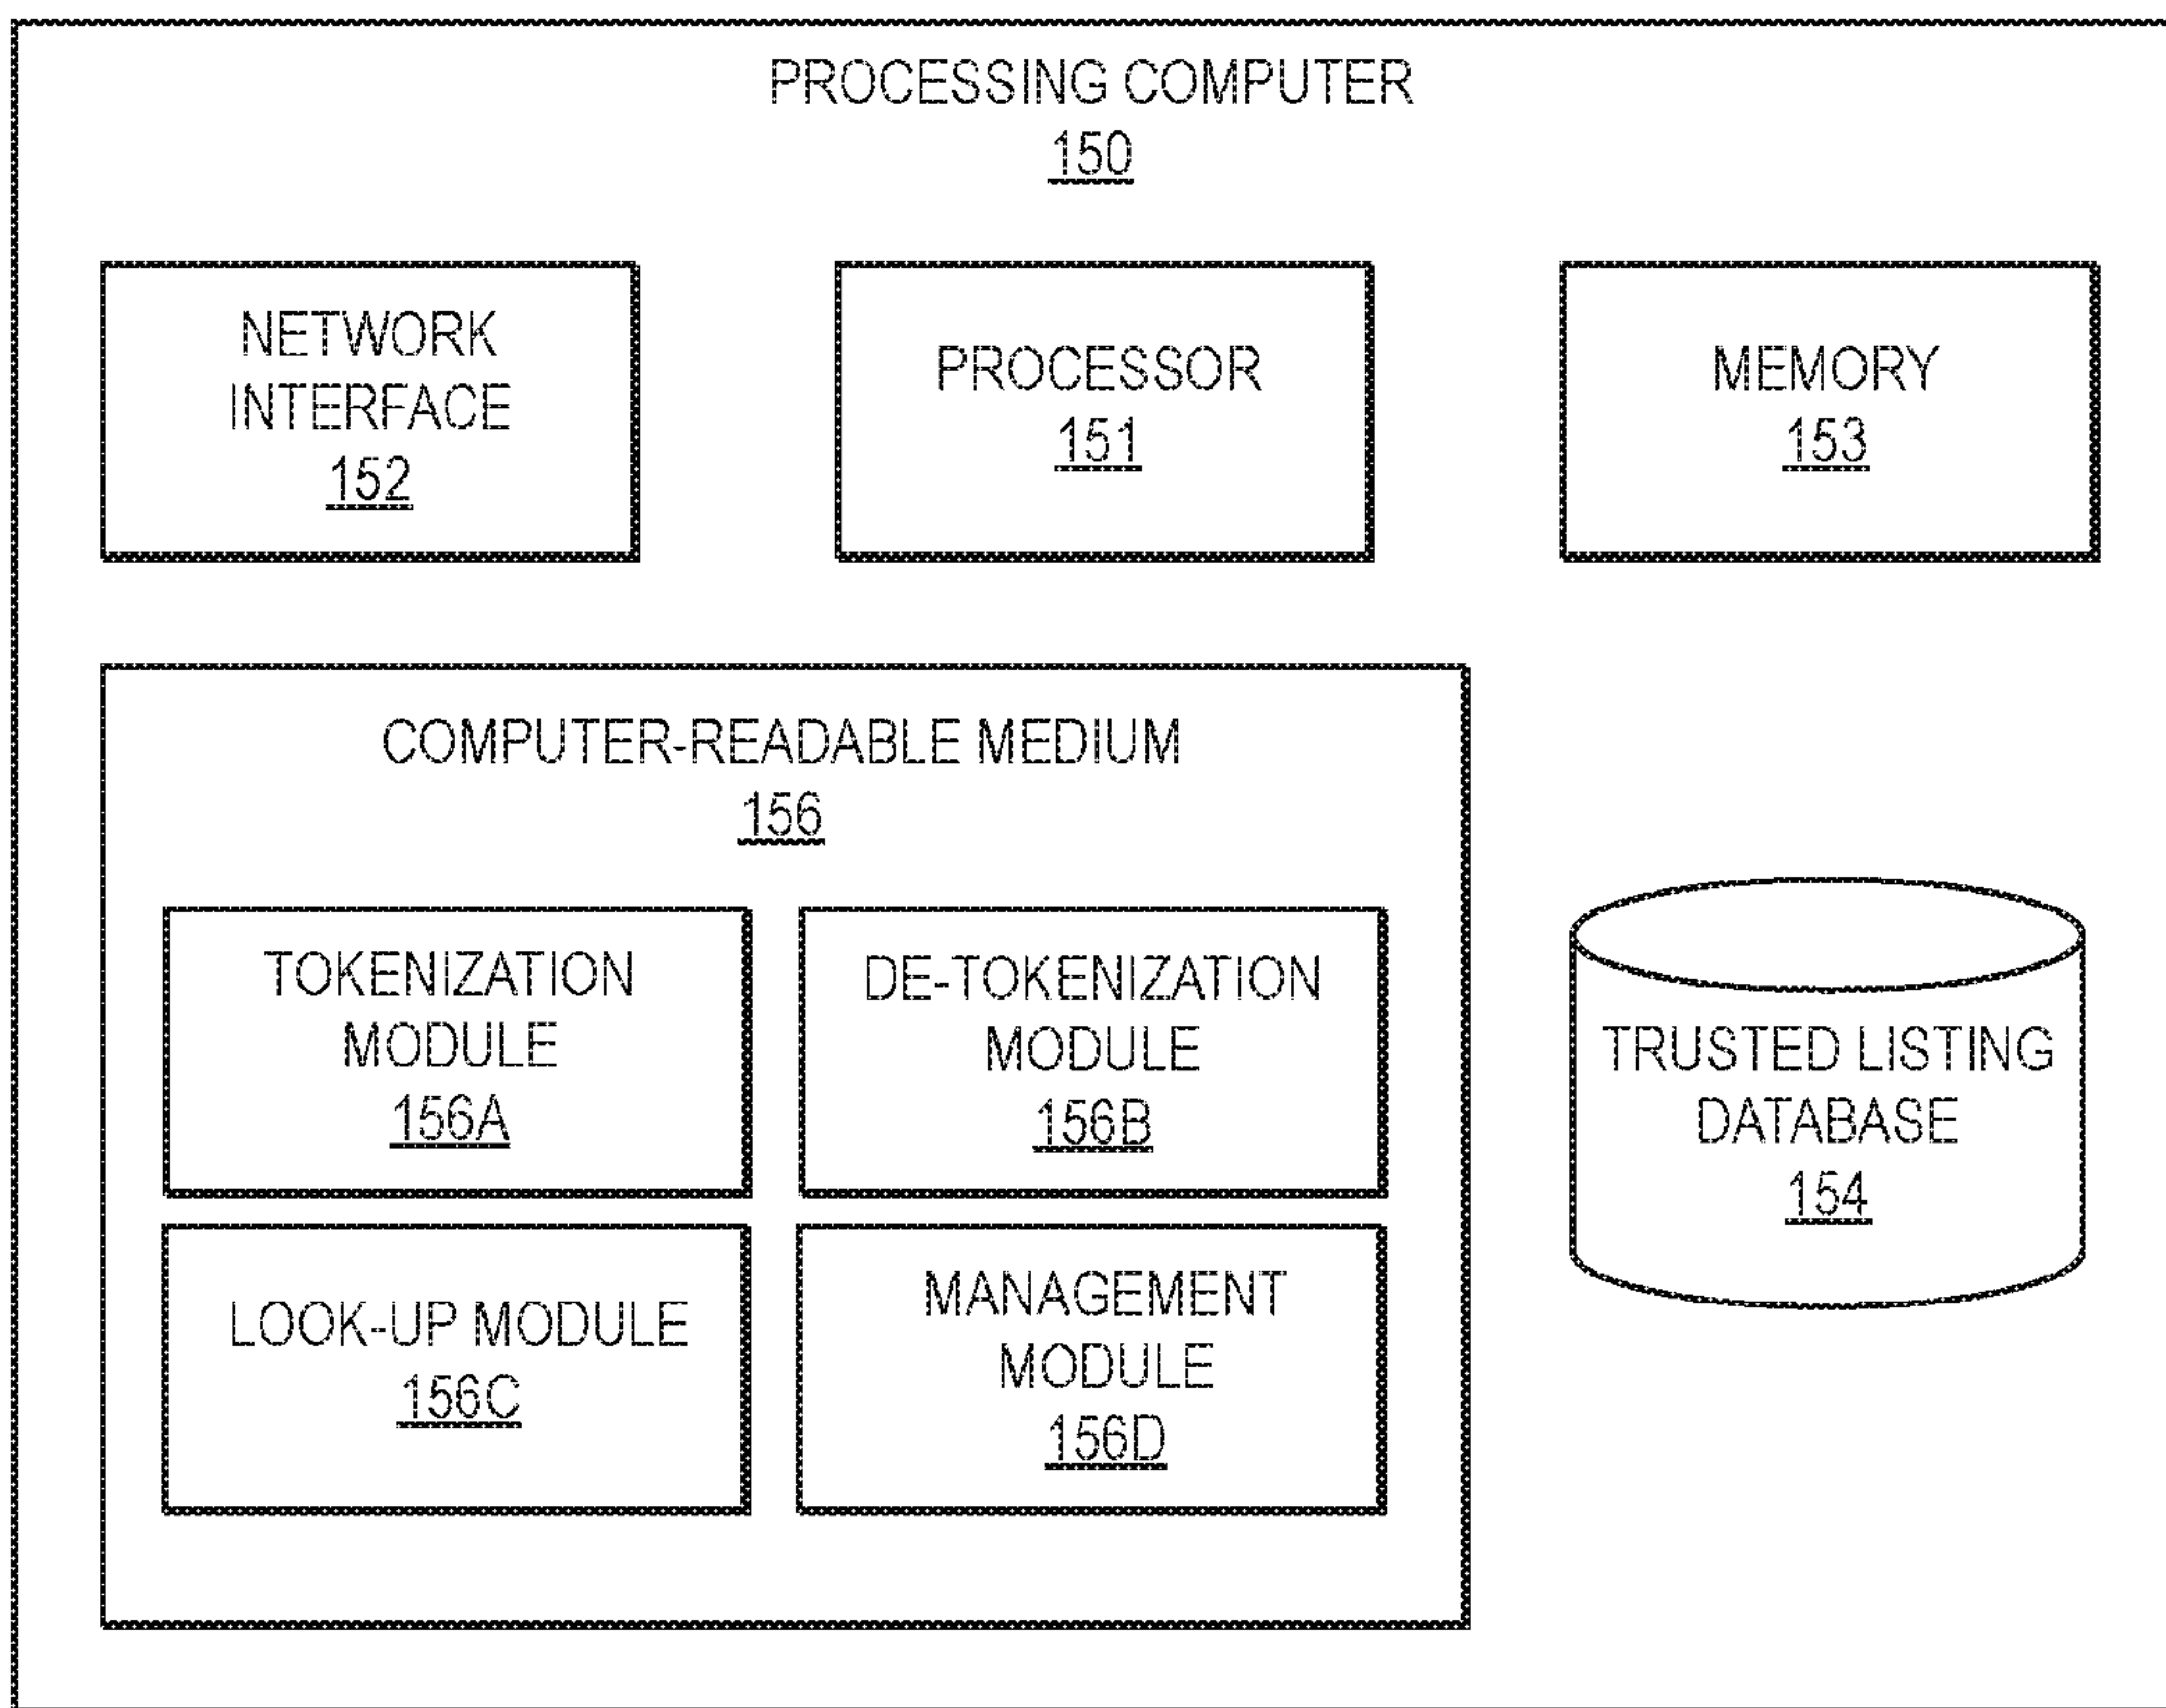 PROCESSING COMPUTER
150
NETWORK
INTERFACE
152
PROCESSOR
151
MEMORY
153
COMPUTER-READABLE MEDIUM
156
TOKENIZATION
MODULE
156A
DE-TOKENIZATION
MODULE
156B
LOOK-UP MODULE
156C
MANAGEMENT
MODULE
156D
TRUSTED LISTING
DATABASE
154